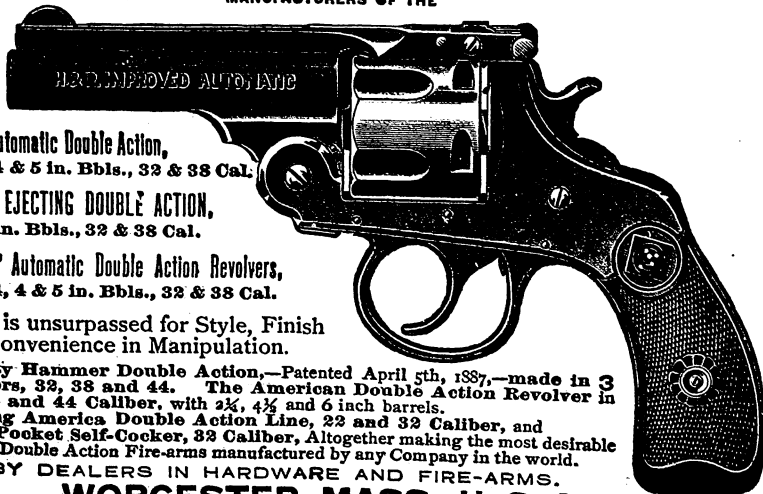 MANUFACTURERS OF THE
H.&R. IMPROVED AUTOMATIC
utomatic Double Action,
& 5 in. Bbls., 32 & 38 Cal.
EJECTING DOUBLE ACTION,
n. Bbls., 32 & 38 Cal.
Automatic Double Action Revolvers,
, 4 & 5 in. Bbls., 32 & 38 Cal.
is unsurpassed for Style, Finish
onvenience in Manipulation.
y Hammer Double Action,—Patented April 5th, 1887,—made in 3
rs, 32, 38 and 44. The American Double Action Revolver in
and 44 Caliber, with 2½, 4½ and 6 inch barrels.
g America Double Action Line, 22 and 32 Caliber, and
Pocket Self-Cocker, 32 Caliber, Altogether making the most desirable
Double Action Fire-arms manufactured by any Company in the world.
BY DEALERS IN HARDWARE AND FIRE-ARMS.
WORCESTER, MASS., U.S.A.